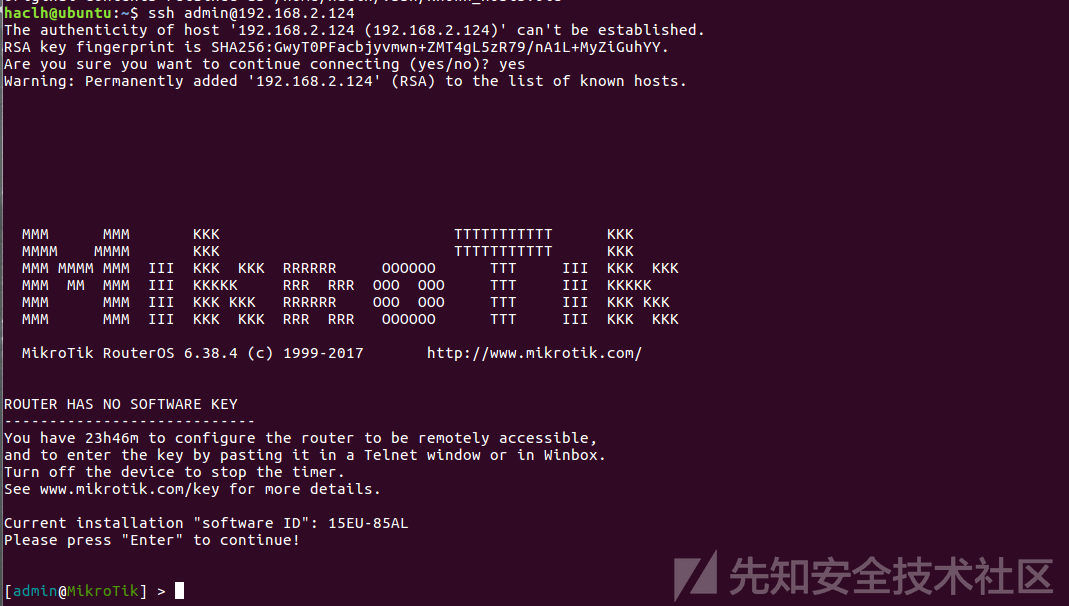 haclh@ubuntu:~$ ssh admin@192.168.2.124
The authenticity of host '192.168.2.124 (192.168.2.124)' can't be established.
RSA key fingerprint is SHA256:GwyT0PFacbjyvmwn+ZMT4gL5zR79/nA1L+MyZiGuhYY.
Are you sure you want to continue connecting (yes/no)? yes
Warning: Permanently added '192.168.2.124' (RSA) to the list of known hosts.
  MMM      MMM       KKK                          TTTTTTTTTTT      KKK
  MMMM    MMMM       KKK                          TTTTTTTTTTT      KKK
  MMM MMMM MMM  III  KKK  KKK  RRRRRR     OOOOOO      TTT     III  KKK  KKK
  MMM  MM  MMM  III  KKKKK     RRR  RRR  OOO  OOO     TTT     III  KKKKK
  MMM      MMM  III  KKK KKK   RRRRRR    OOO  OOO     TTT     III  KKK KKK
  MMM      MMM  III  KKK  KKK  RRR  RRR   OOOOOO      TTT     III  KKK  KKK
  MikroTik RouterOS 6.38.4 (c) 1999-2017       http://www.mikrotik.com/
ROUTER HAS NO SOFTWARE KEY
----------------------------
You have 23h46m to configure the router to be remotely accessible,
and to enter the key by pasting it in a Telnet window or in Winbox.
Turn off the device to stop the timer.
See www.mikrotik.com/key for more details.
Current installation "software ID": 15EU-85AL
Please press "Enter" to continue!
[admin@MikroTik] >
先知安全技术社区